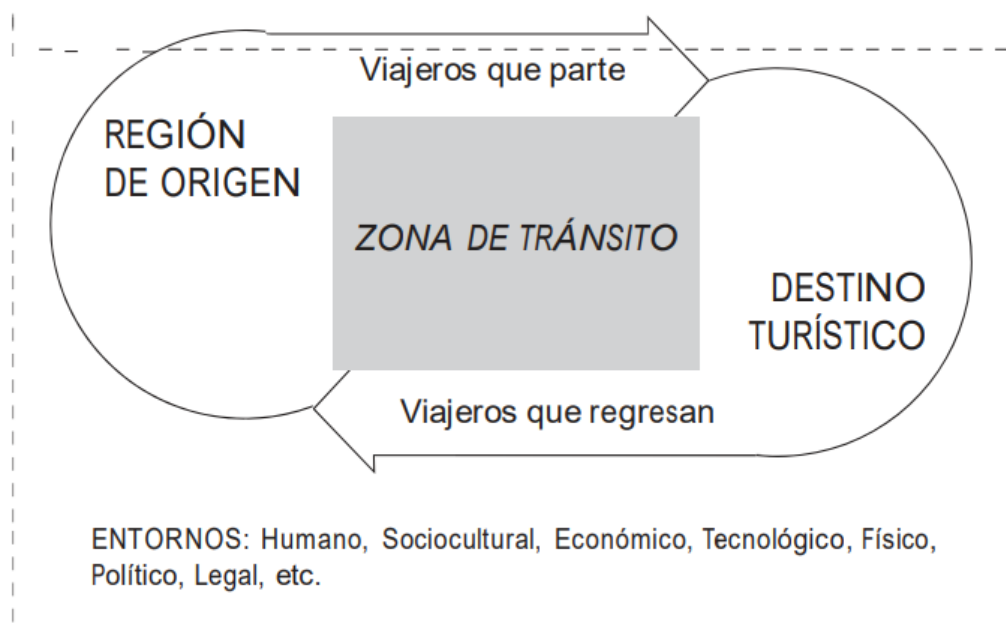 Viajeros que parte
REGIÓN
DE ORIGEN
ZONA DE TRÁNSITO
DESTINO
TURÍSTICO
Viajeros que regresan
ENTORNOS: Humano, Sociocultural, Económico, Tecnológico, Físico,
Político, Legal, etc.